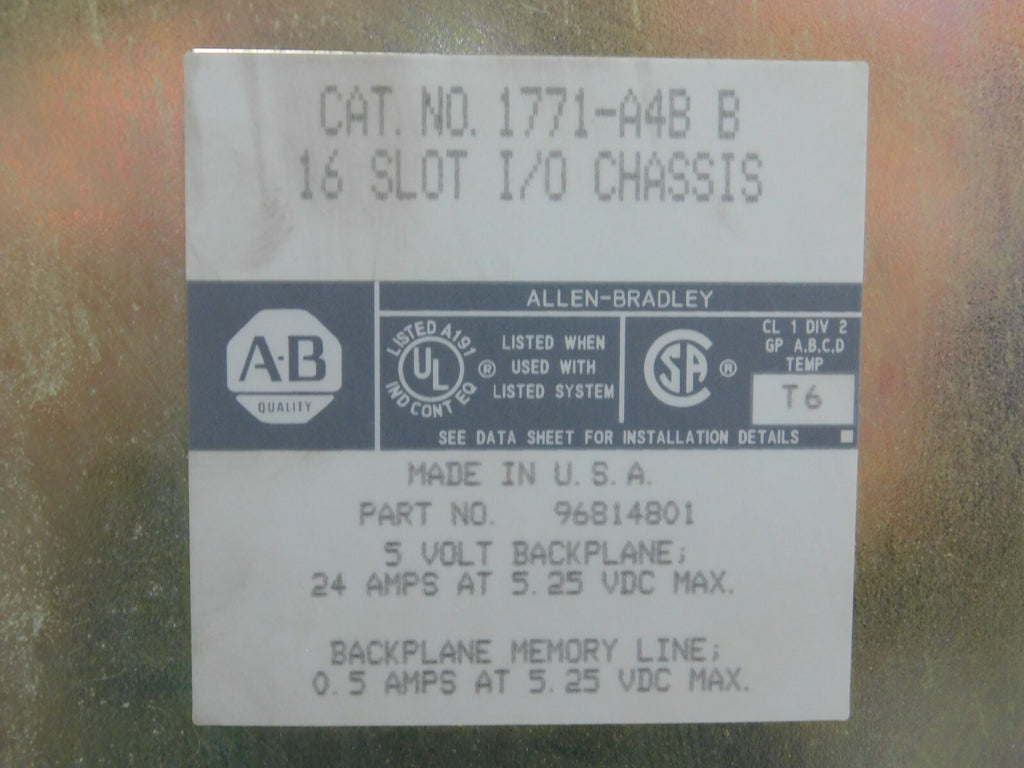 CAT. NO. 1771-A4B B
16 SLOT I/O CHASSIS
ALLEN-BRADLEY
A-B
QUALITY
LISTED A191
UL
IND CONT EQ
®
LISTED WHEN
USED WITH
LISTED SYSTEM
SA
®
CL 1 DIV 2
GP A,B,C,D
TEMP
T6
SEE DATA SHEET FOR INSTALLATION DETAILS
MADE IN U.S.A.
PART NO. 96814801
5 VOLT BACKPLANE;
24 AMPS AT 5.25 VDC MAX.
BACKPLANE MEMORY LINE;
0.5 AMPS AT 5.25 VDC MAX.